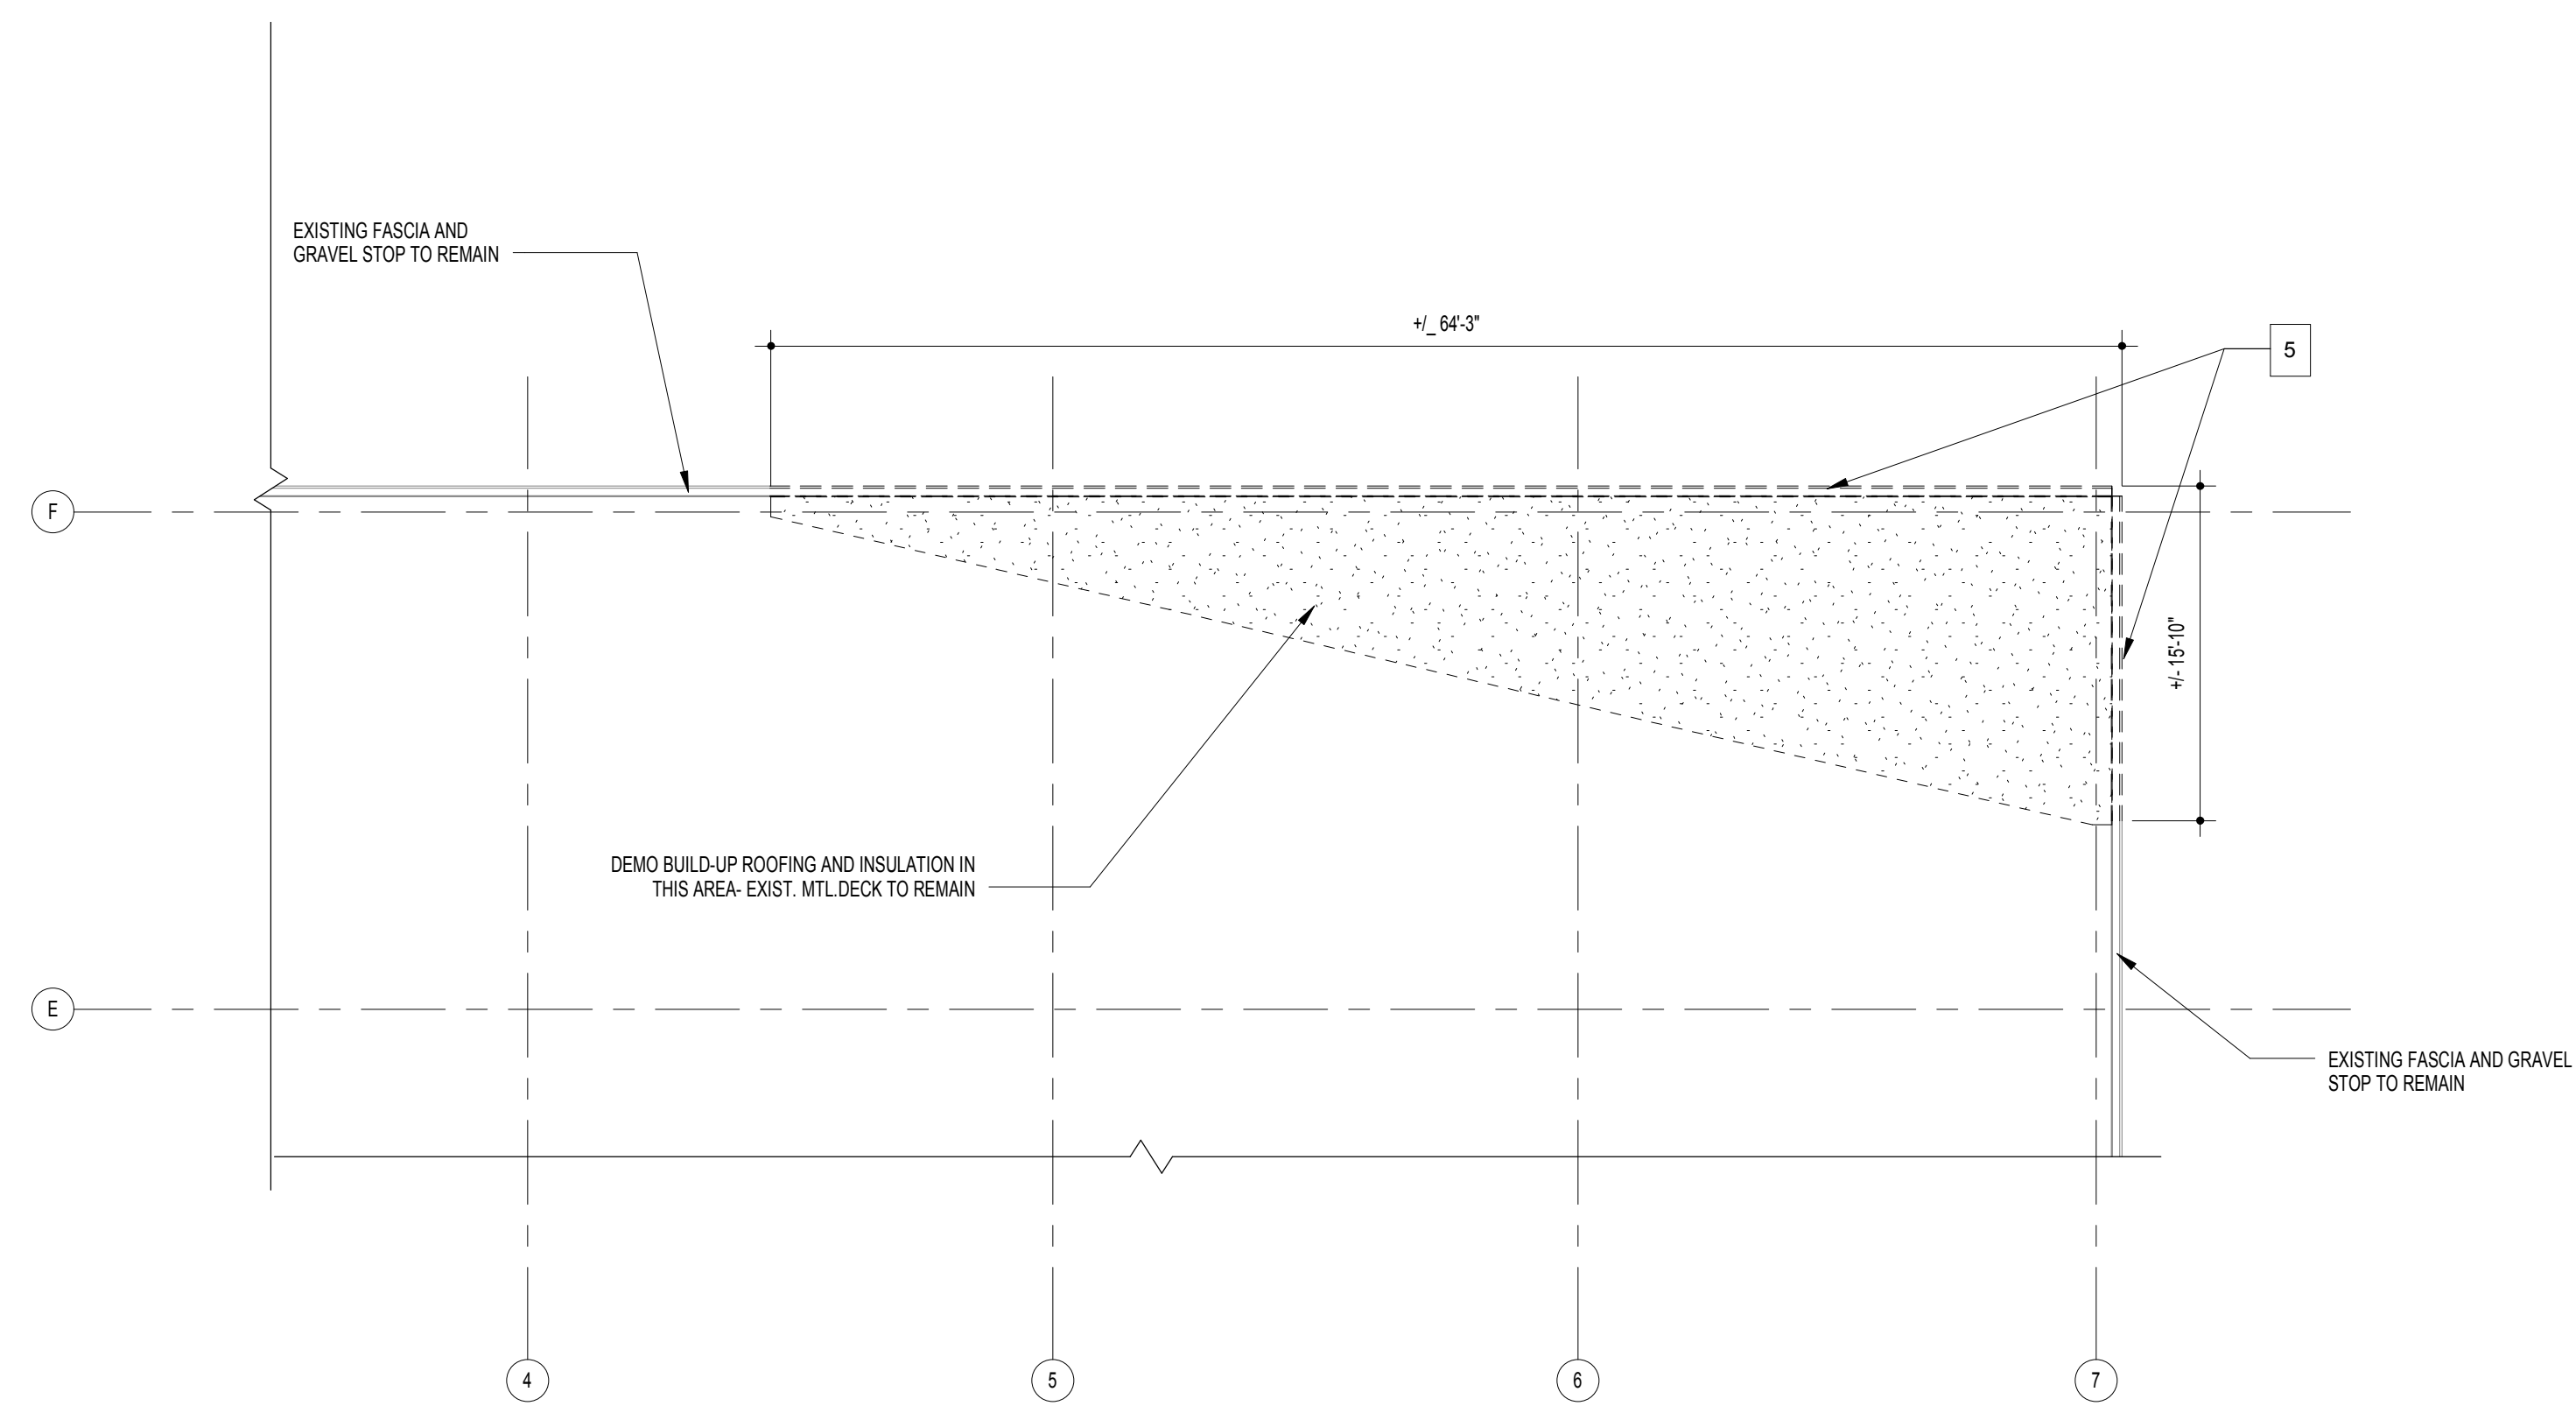 EXISTING FASCIA AND
GRAVEL STOP TO REMAIN
+/_ 64'-3"
5
F
+/- 15'-10"
DEMO BUILD-UP ROOFING AND INSULATION IN
THIS AREA- EXIST. MTL.DECK TO REMAIN
E
EXISTING FASCIA AND GRAVEL
STOP TO REMAIN
4
5
6
7